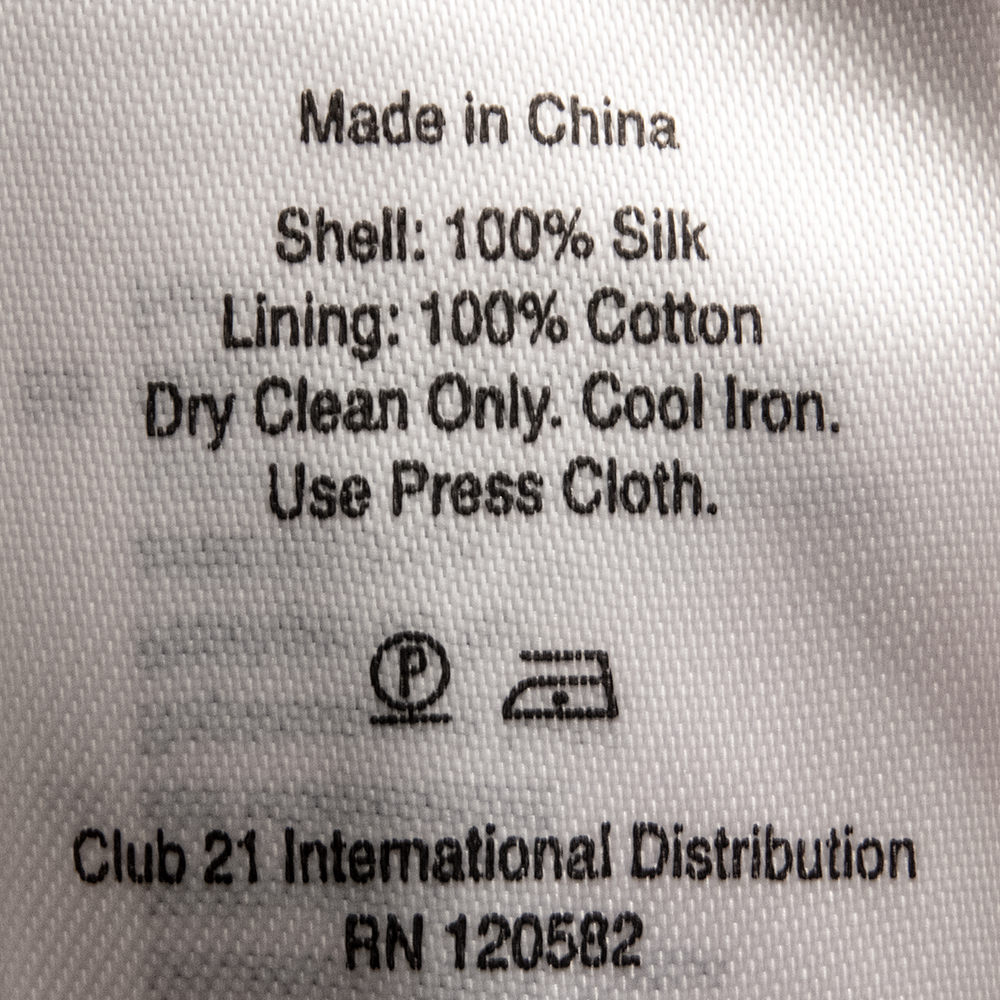 Made in China
Shell: 100% Silk
Lining: 100% Cotton
Dry Clean Only. Cool Iron.
Use Press Cloth.
P
Club 21 International Distribution
RN 120582